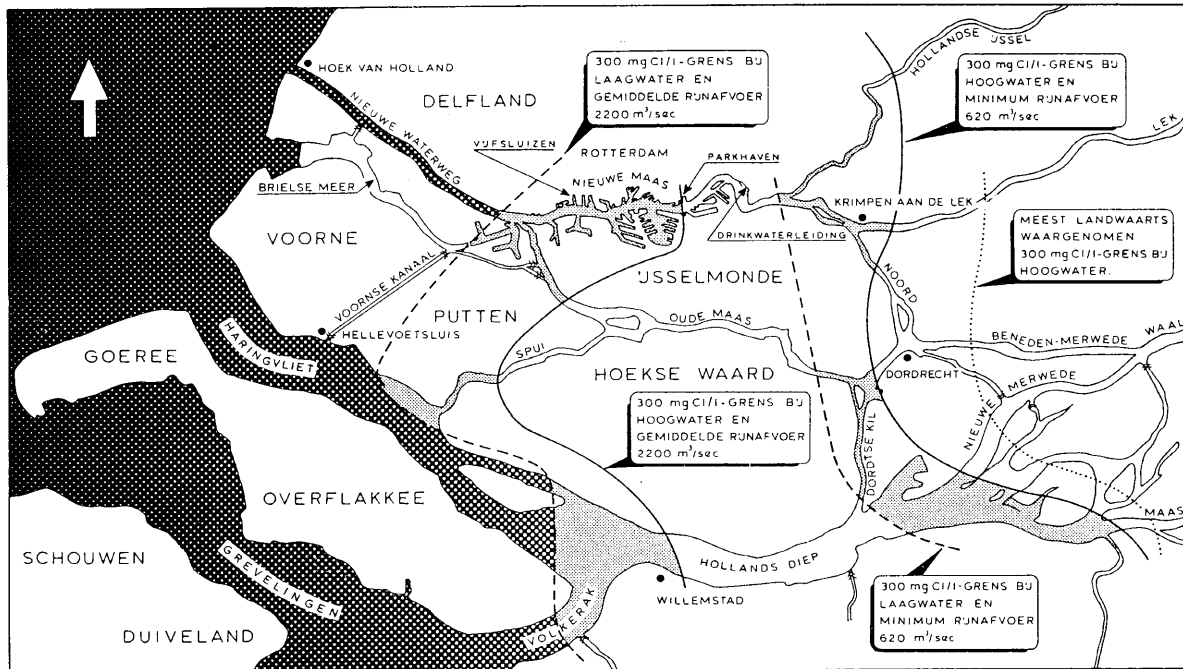 HOEK VAN HOLLAND
DELFLAND
NIEUWE WATERWEG
300 mg Cl/l-GRENS BIJ
LAAGWATER EN
GEMIDDELDE RIJNAFVOER
2200 m³/sec
HOLLANDSE IJSSEL
300 mg Cl/l-GRENS BIJ
HOOGWATER EN
MINIMUM RIJNAFVOER
620 m³/sec
LEK
VIJFSLUIZEN
ROTTERDAM
PARKHAVEN
NIEUWE MAAS
BRIELSE MEER
KRIMPEN AAN DE LEK
DRINKWATERLEIDING
MEEST LANDWAARTS
WAARGENOMEN
300 mg Cl/l-GRENS BIJ
HOOGWATER.
VOORNE
VOORNSE KANAAL
IJSSELMONDE
NOORD
PUTTEN
OUDE MAAS
HELLEVOETSLUIS
BENEDEN-MERWEDE
WAAL
HARINGVLIET
GOEREE
SPUI
HOEKSE WAARD
DORDRECHT
NIEUWE MERWEDE
300 mg Cl/l-GRENS BIJ
HOOGWATER EN
GEMIDDELDE RIJNAFVOER
2200 m³/sec
DORDTSE KIL
OVERFLAKKEE
MAAS
SCHOUWEN
HOLLANDS DIEP
GREVELINGEN
WILLEMSTAD
300 mg Cl/l-GRENS BIJ
LAAGWATER EN
MINIMUM RIJNAFVOER
620 m³/sec
VOLKERAK
DUIVELAND